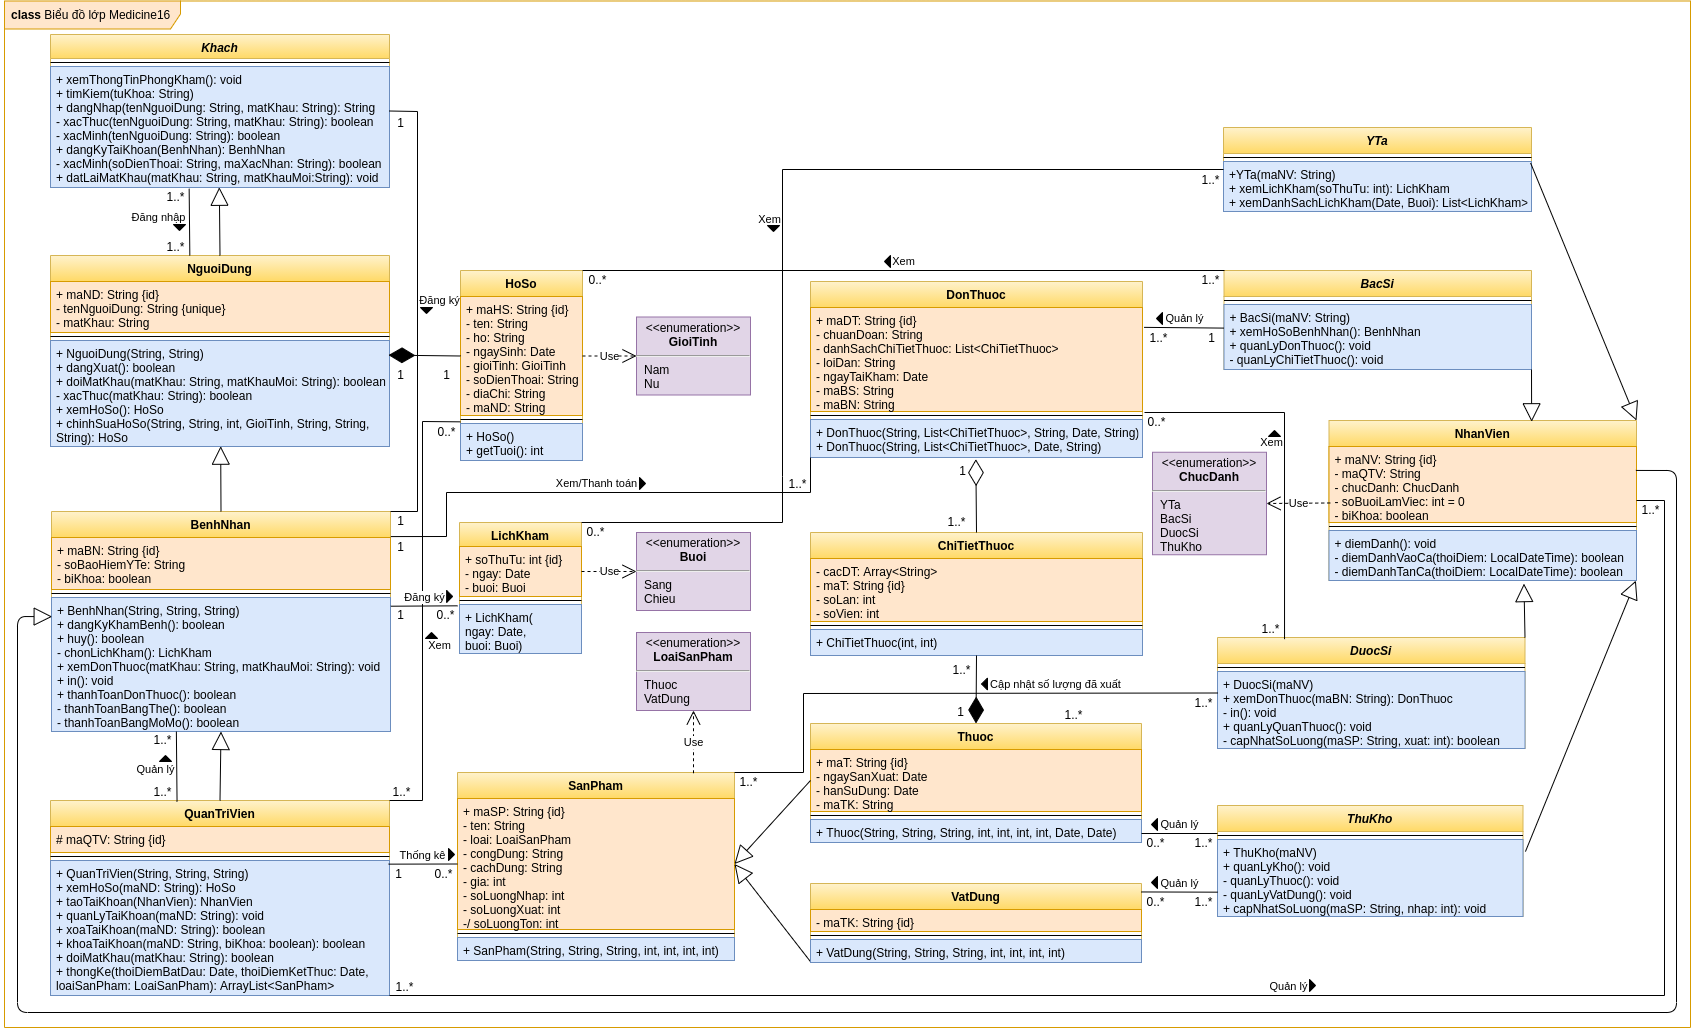 class Biểu đồ lớp Medicine16
Khach
+ xemThongTinPhongKham(): void
+ timKiem(tuKhoa: String)
+ dangNhap(tenNguoiDung: String, matKhau: String): String
- xacThuc(tenNguoiDung: String, matKhau: String): boolean
- xacMinh(tenNguoiDung: String): boolean
+ dangKyTaiKhoan(BenhNhan): BenhNhan
- xacMinh(soDienThoai: String, maXacNhan: String): boolean
+ datLaiMatKhau(matKhau: String, matKhauMoi:String): void
1
1..*
Đăng nhập
1..*
NguoiDung
+ maND: String {id}
- tenNguoiDung: String {unique}
- matKhau: String
+ NguoiDung(String, String)
+ dangXuat(): boolean
+ doiMatKhau(matKhau: String, matKhauMoi: String): boolean
- xacThuc(matKhau: String): boolean
+ xemHoSo(): HoSo
+ chinhSuaHoSo(String, String, int, GioiTinh, String, String,
String): HoSo
1
1
Đăng ký
BenhNhan
+ maBN: String {id}
- soBaoHiemYTe: String
- biKhoa: boolean
+ BenhNhan(String, String, String)
+ dangKyKhamBenh(): boolean
+ huy(): boolean
- chonLichKham(): LichKham
+ xemDonThuoc(matKhau: String, matKhauMoi: String): void
+ in(): void
+ thanhToanDonThuoc(): boolean
- thanhToanBangThe(): boolean
- thanhToanBangMoMo(): boolean
1
1
Đăng ký
1
0..*
Xem
1..*
Quản lý
1..*
1..*
QuanTriVien
# maQTV: String {id}
+ QuanTriVien(String, String, String)
+ xemHoSo(maND: String): HoSo
+ taoTaiKhoan(NhanVien): NhanVien
+ quanLyTaiKhoan(maND: String): void
+ xoaTaiKhoan(maND: String): boolean
+ khoaTaiKhoan(maND: String, biKhoa: boolean): boolean
+ doiMatKhau(matKhau: String): boolean
+ thongKe(thoiDiemBatDau: Date, thoiDiemKetThuc: Date,
loaiSanPham: LoaiSanPham): ArrayList<SanPham>
Thống kê
1
0..*
1..*
HoSo
+ maHS: String {id}
- ten: String
- ho: String
- ngaySinh: Date
- gioiTinh: GioiTinh
- soDienThoai: String
- diaChi: String
- maND: String
+ HoSo()
+ getTuoi(): int
0..*
0..*
Use
<<enumeration>>
GioiTinh
Nam
Nu
Xem/Thanh toán
1..*
LichKham
+ soThuTu: int {id}
- ngay: Date
- buoi: Buoi
+ LichKham(
ngay: Date,
buoi: Buoi)
0..*
Use
<<enumeration>>
Buoi
Sang
Chieu
<<enumeration>>
LoaiSanPham
Thuoc
VatDung
Use
SanPham
+ maSP: String {id}
- ten: String
- loai: LoaiSanPham
- congDung: String
- cachDung: String
- gia: int
- soLuongNhap: int
- soLuongXuat: int
-/ soLuongTon: int
+ SanPham(String, String, String, int, int, int, int)
1..*
Xem
Xem
DonThuoc
+ maDT: String {id}
- chuanDoan: String
- danhSachChiTietThuoc: List<ChiTietThuoc>
- loiDan: String
- ngayTaiKham: Date
- maBS: String
- maBN: String
+ DonThuoc(String, List<ChiTietThuoc>, String, Date, String)
+ DonThuoc(String, List<ChiTietThuoc>, Date, String)
1
1..*
ChiTietThuoc
- cacDT: Array<String>
- maT: String {id}
- soLan: int
- soVien: int
+ ChiTietThuoc(int, int)
1..*
Cập nhật số lượng đã xuất
1
1..*
1..*
Thuoc
+ maT: String {id}
- ngaySanXuat: Date
- hanSuDung: Date
- maTK: String
+ Thuoc(String, String, String, int, int, int, int, Date, Date)
VatDung
- maTK: String {id}
+ VatDung(String, String, String, int, int, int, int)
YTa
+YTa(maNV: String)
+ xemLichKham(soThuTu: int): LichKham
+ xemDanhSachLichKham(Date, Buoi): List<LichKham>
1..*
BacSi
+ BacSi(maNV: String)
+ xemHoSoBenhNhan(): BenhNhan
+ quanLyDonThuoc(): void
- quanLyChiTietThuoc(): void
1..*
Quản lý
1..*
1
0..*
Xem
1..*
<<enumeration>>
ChucDanh
YTa
BacSi
DuocSi
ThuKho
Use
NhanVien
+ maNV: String {id}
- maQTV: String
- chucDanh: ChucDanh
- soBuoiLamViec: int = 0
- biKhoa: boolean
+ diemDanh(): void
- diemDanhVaoCa(thoiDiem: LocalDateTime): boolean
- diemDanhTanCa(thoiDiem: LocalDateTime): boolean
1..*
DuocSi
+ DuocSi(maNV)
+ xemDonThuoc(maBN: String): DonThuoc
- in(): void
+ quanLyQuanThuoc(): void
- capNhatSoLuong(maSP: String, xuat: int): boolean
ThuKho
+ ThuKho(maNV)
+ quanLyKho(): void
- quanLyThuoc(): void
- quanLyVatDung(): void
+ capNhatSoLuong(maSP: String, nhap: int): void
Quản lý
0..*
1..*
Quản lý
0..*
1..*
Quản lý